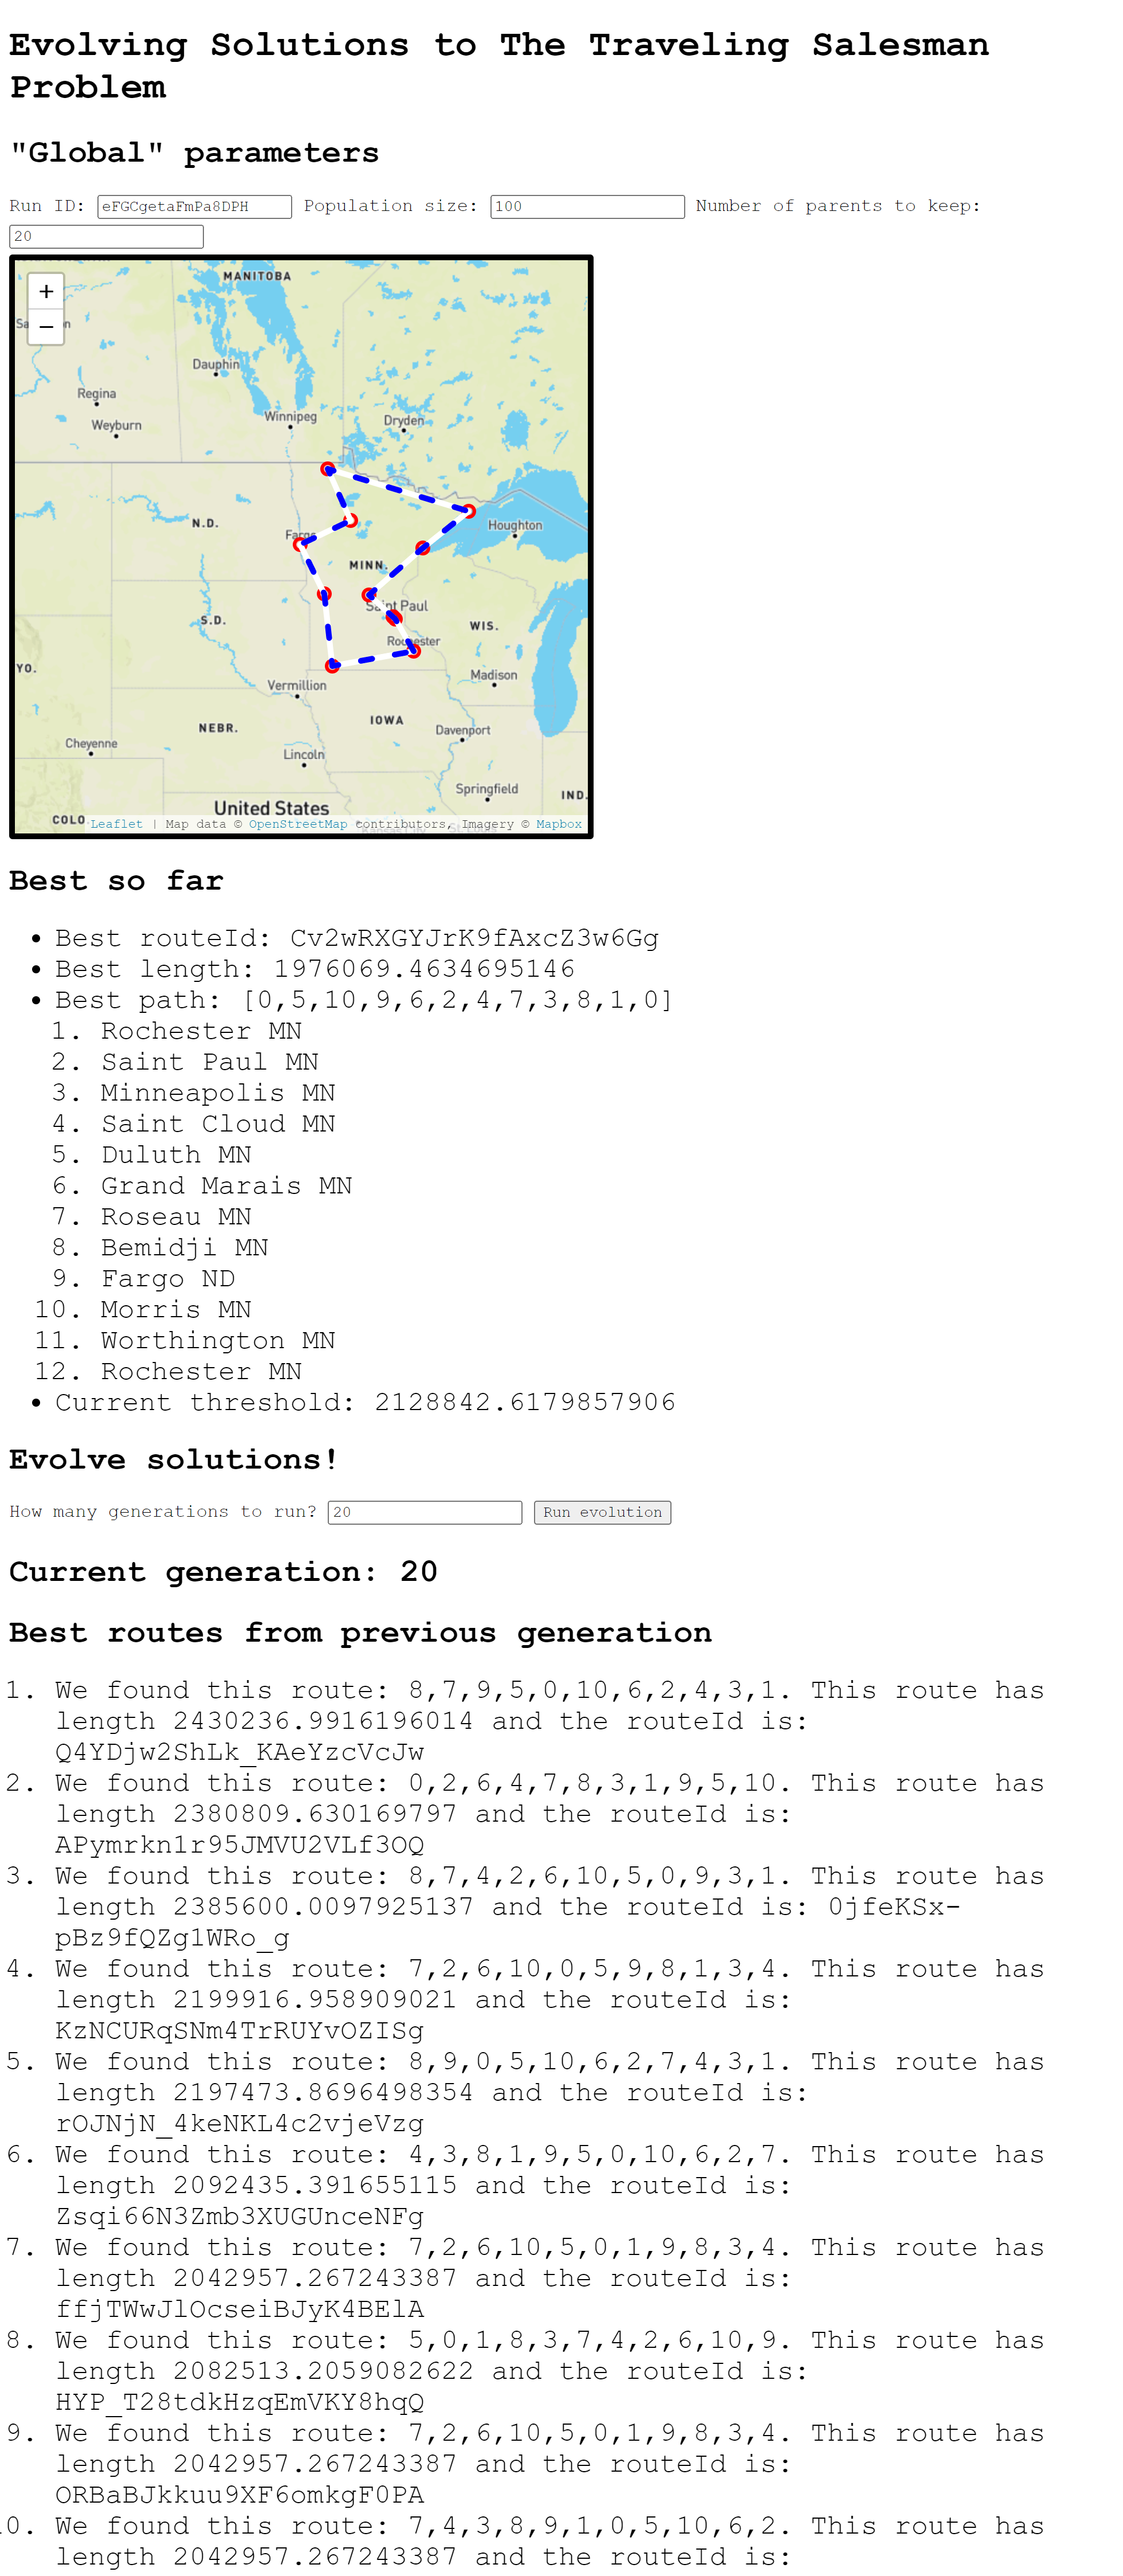 Evolving Solutions to The Traveling Salesman
Problem
"Global" parameters
Run ID: eFGCgetaFmPa8DPH Population size: 100 Number of parents to keep:
20
+
−
MANITOBA
Dauphin
Regina
Weyburn
Winnipeg
Dryden
N.D.
Fargo
Houghton
MINN.
Saint Paul
S.D.
WIS.
Rochester
YO.
Vermillion
Madison
NEBR.
IOWA
Davenport
Cheyenne
Lincoln
Springfield
IND.
United States
COLO
Leaflet | Map data © OpenStreetMap contributors, Imagery © Mapbox
Best so far
• Best routeId: Cv2wRXGYJrK9fAxcZ3w6Gg
• Best length: 1976069.4634695146
• Best path: [0,5,10,9,6,2,4,7,3,8,1,0]
1. Rochester MN
2. Saint Paul MN
3. Minneapolis MN
4. Saint Cloud MN
5. Duluth MN
6. Grand Marais MN
7. Roseau MN
8. Bemidji MN
9. Fargo ND
10. Morris MN
11. Worthington MN
12. Rochester MN
• Current threshold: 2128842.6179857906
Evolve solutions!
How many generations to run? 20 Run evolution
Current generation: 20
Best routes from previous generation
1. We found this route: 8,7,9,5,0,10,6,2,4,3,1. This route has
length 2430236.9916196014 and the routeId is:
Q4YDjw2ShLk_KAeYzcVcJw
2. We found this route: 0,2,6,4,7,8,3,1,9,5,10. This route has
length 2380809.630169797 and the routeId is:
APymrkn1r95JMVU2VLf3OQ
3. We found this route: 8,7,4,2,6,10,5,0,9,3,1. This route has
length 2385600.0097925137 and the routeId is: 0jfeKSx-
pBz9fQZg1WRo_g
4. We found this route: 7,2,6,10,0,5,9,8,1,3,4. This route has
length 2199916.958909021 and the routeId is:
KzNCURqSNm4TrRUYvOZISg
5. We found this route: 8,9,0,5,10,6,2,7,4,3,1. This route has
length 2197473.8696498354 and the routeId is:
rOJNjN_4keNKL4c2vjeVzg
6. We found this route: 4,3,8,1,9,5,0,10,6,2,7. This route has
length 2092435.391655115 and the routeId is:
Zsqi66N3Zmb3XUGUnceNFg
7. We found this route: 7,2,6,10,5,0,1,9,8,3,4. This route has
length 2042957.267243387 and the routeId is:
ffjTWwJlOcseiBJyK4BElA
8. We found this route: 5,0,1,8,3,7,4,2,6,10,9. This route has
length 2082513.2059082622 and the routeId is:
HYP_T28tdkHzqEmVKY8hqQ
9. We found this route: 7,2,6,10,5,0,1,9,8,3,4. This route has
length 2042957.267243387 and the routeId is:
ORBaBJkkuu9XF6omkgF0PA
0. We found this route: 7,4,3,8,9,1,0,5,10,6,2. This route has
length 2042957.267243387 and the routeId is: